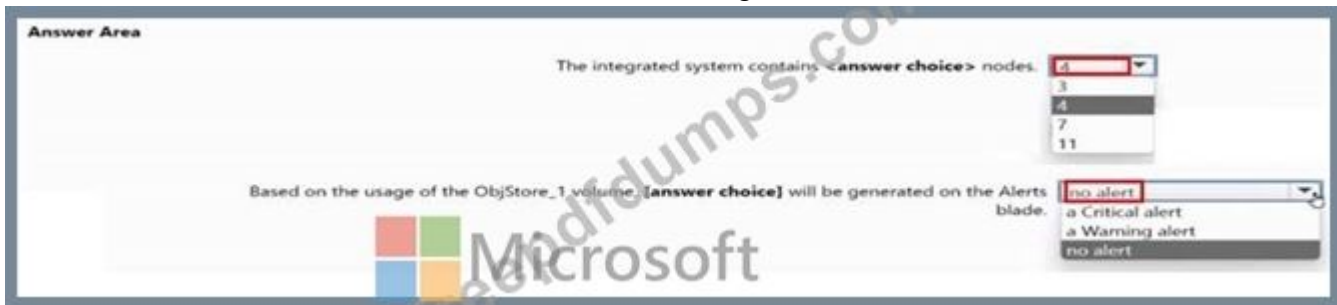 Answer Area
The integrated system contains <answer choice> nodes. 4
3
4
7
11
Based on the usage of the ObjStore_1 volume, [answer choice] will be generated on the Alerts no alert
blade. a Critical alert
a Warning alert
no alert
Microsoft